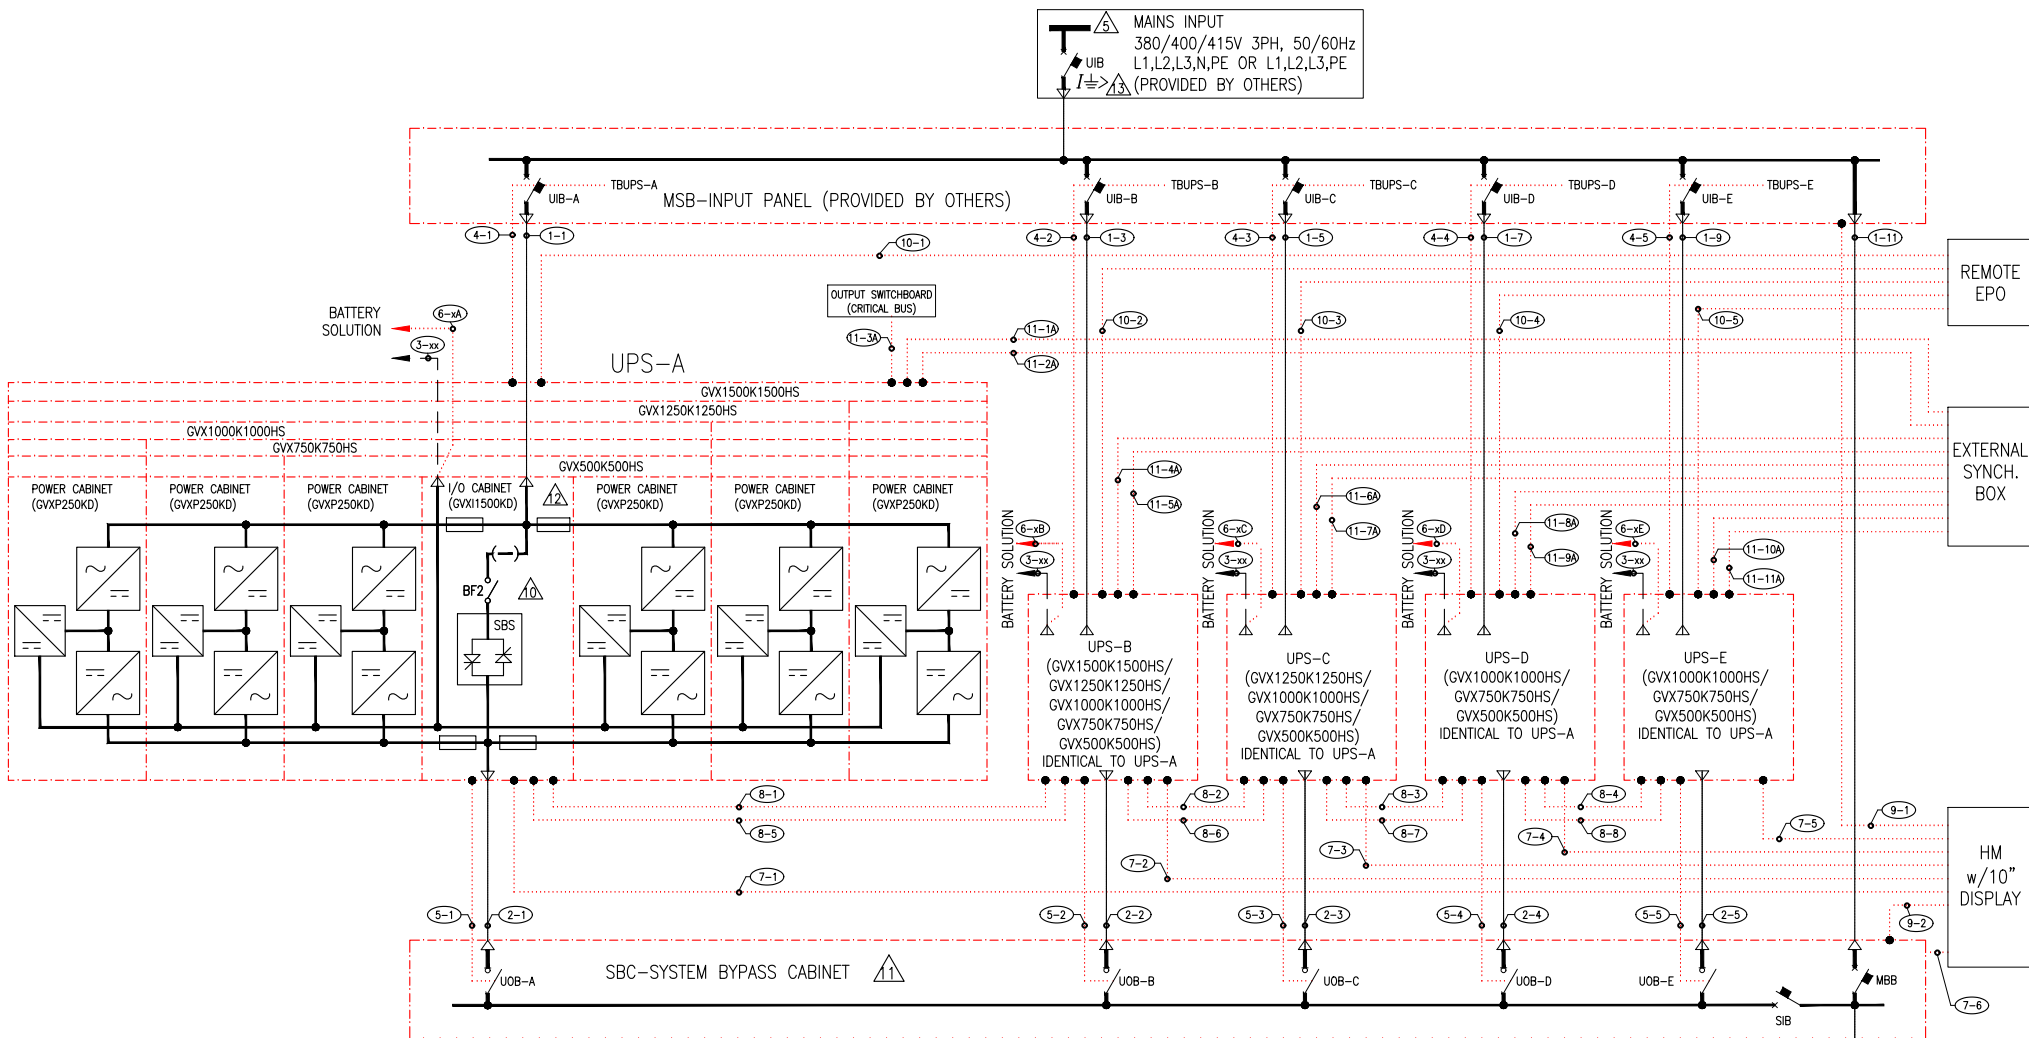 5
MAINS INPUT
380/400/415V 3PH, 50/60Hz
UIB
L1,L2,L3,N,PE OR L1,L2,L3,PE
I > 13
(PROVIDED BY OTHERS)
TBUPS-A
UIB-A
MSB-INPUT PANEL (PROVIDED BY OTHERS)
TBUPS-B
UIB-B
TBUPS-C
UIB-C
TBUPS-D
UIB-D
TBUPS-E
UIB-E
4-1
1-1
10-1
4-2
1-3
4-3
1-5
4-4
1-7
4-5
1-9
1-11
REMOTE
EPO
OUTPUT SWITCHBOARD
(CRITICAL BUS)
BATTERY
SOLUTION
6-xA
3-xx
11-3A
11-1A
11-2A
10-2
10-3
10-4
10-5
UPS-A
GVX1500K1500HS
GVX1250K1250HS
GVX1000K1000HS
GVX750K750HS
GVX500K500HS
EXTERNAL
SYNCH.
BOX
POWER CABINET
(GVXP250KD)
POWER CABINET
(GVXP250KD)
POWER CABINET
(GVXP250KD)
I/O CABINET
(GVXI1500KD)
12
POWER CABINET
(GVXP250KD)
POWER CABINET
(GVXP250KD)
POWER CABINET
(GVXP250KD)
BF2
10
SBS
11-4A
11-5A
11-6A
11-7A
11-8A
11-9A
11-10A
11-11A
BATTERY SOLUTION
6-xB
3-xx
BATTERY SOLUTION
6-xC
3-xx
BATTERY SOLUTION
6-xD
3-xx
BATTERY SOLUTION
6-xE
3-xx
UPS-B
(GVX1500K1500HS/
GVX1250K1250HS/
GVX1000K1000HS/
GVX750K750HS/
GVX500K500HS)
IDENTICAL TO UPS-A
UPS-C
(GVX1250K1250HS/
GVX1000K1000HS/
GVX750K750HS/
GVX500K500HS)
IDENTICAL TO UPS-A
UPS-D
(GVX1000K1000HS/
GVX750K750HS/
GVX500K500HS)
IDENTICAL TO UPS-A
UPS-E
(GVX1000K1000HS/
GVX750K750HS/
GVX500K500HS)
IDENTICAL TO UPS-A
8-1
8-5
8-2
8-6
8-3
8-7
8-4
8-8
7-1
7-2
7-3
7-4
7-5
9-1
HM
w/10"
DISPLAY
5-1
2-1
5-2
2-2
5-3
2-3
5-4
2-4
5-5
2-5
9-2
7-6
SBC-SYSTEM BYPASS CABINET
11
UOB-A
UOB-B
UOB-C
UOB-D
UOB-E
MBB
SIB